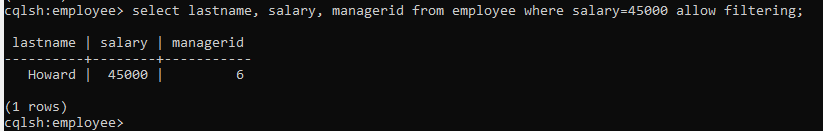 cqlsh:employee> select lastname, salary, managerid from employee where salary=45000 allow filtering;
lastname | salary | managerid
----------+--------+-----------
Howard | 45000 | 6
(1 rows)
cqlsh:employee>